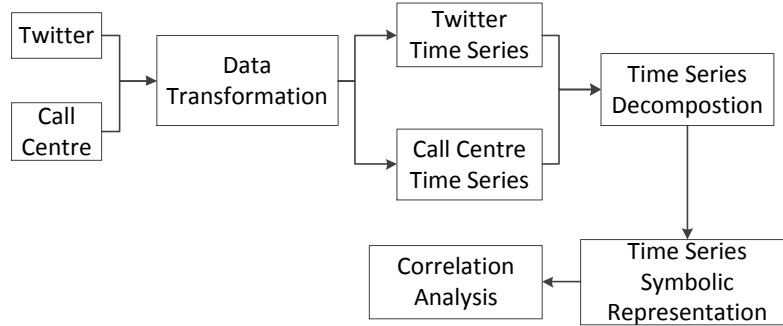 Twitter
Call
Centre
Data
Transformation
Twitter
Time Series
Call Centre
Time Series
Time Series
Decompostion
Time Series
Symbolic
Representation
Correlation
Analysis